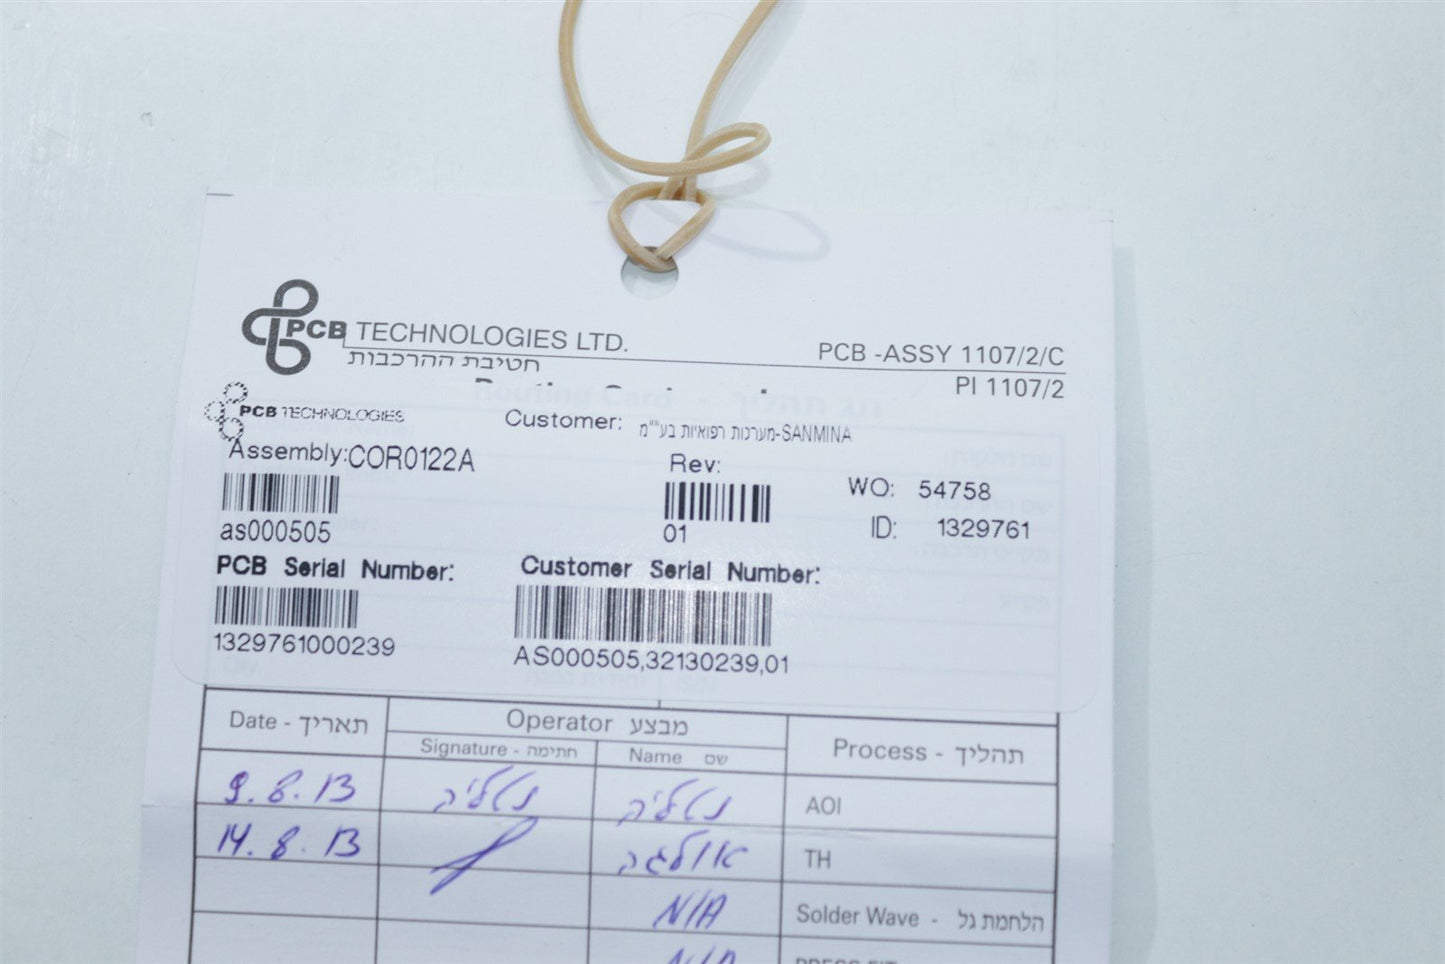 PCB TECHNOLOGIES LTD.
חטיבת ההרכבות
PCB -ASSY 1107/2/C
PI 1107/2
PCB TECHNOLOGIES
Customer: מערכות רפואיות בע""מ-SANMINA
Assembly:COR0122A
Rev:
WO: 54758
as000505
01
ID: 1329761
PCB Serial Number:
Customer Serial Number:
1329761000239
AS000505,32130239,01
Date - תאריך
Operator מבצע
Process - תהליך
Signature - חתימה
Name שם
9.8.13
AOI
14.8.13 אולגה TH
N/A Solder Wave - הלחמת גל
N/A